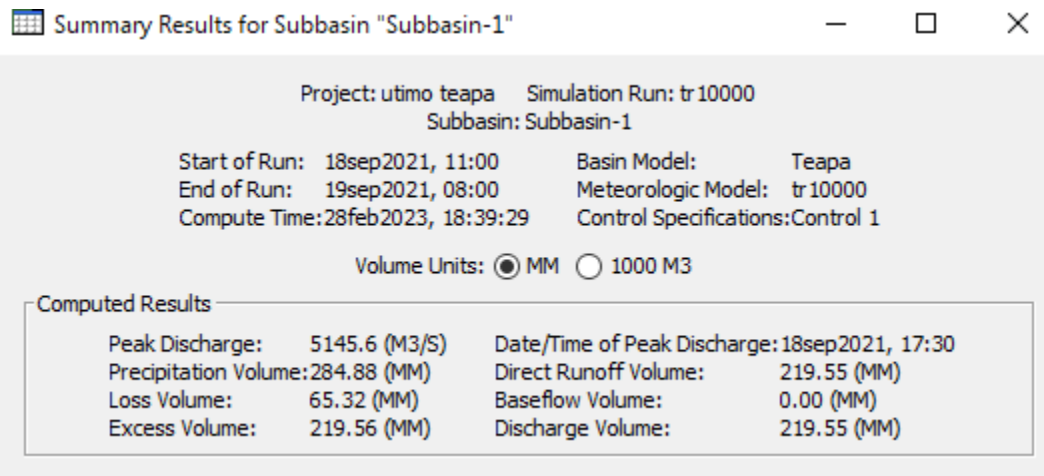 Summary Results for Subbasin "Subbasin-1"
Project: utimo teapa Simulation Run: tr10000
Subbasin: Subbasin-1
Start of Run: 18sep2021, 11:00 Basin Model: Teapa
End of Run: 19sep2021, 08:00 Meteorologic Model: tr10000
Compute Time:28feb2023, 18:39:29 Control Specifications:Control 1
Volume Units: MM 1000 M3
Computed Results
Peak Discharge: 5145.6 (M3/S) Date/Time of Peak Discharge:18sep2021, 17:30
Precipitation Volume:284.88 (MM) Direct Runoff Volume: 219.55 (MM)
Loss Volume: 65.32 (MM) Baseflow Volume: 0.00 (MM)
Excess Volume: 219.56 (MM) Discharge Volume: 219.55 (MM)